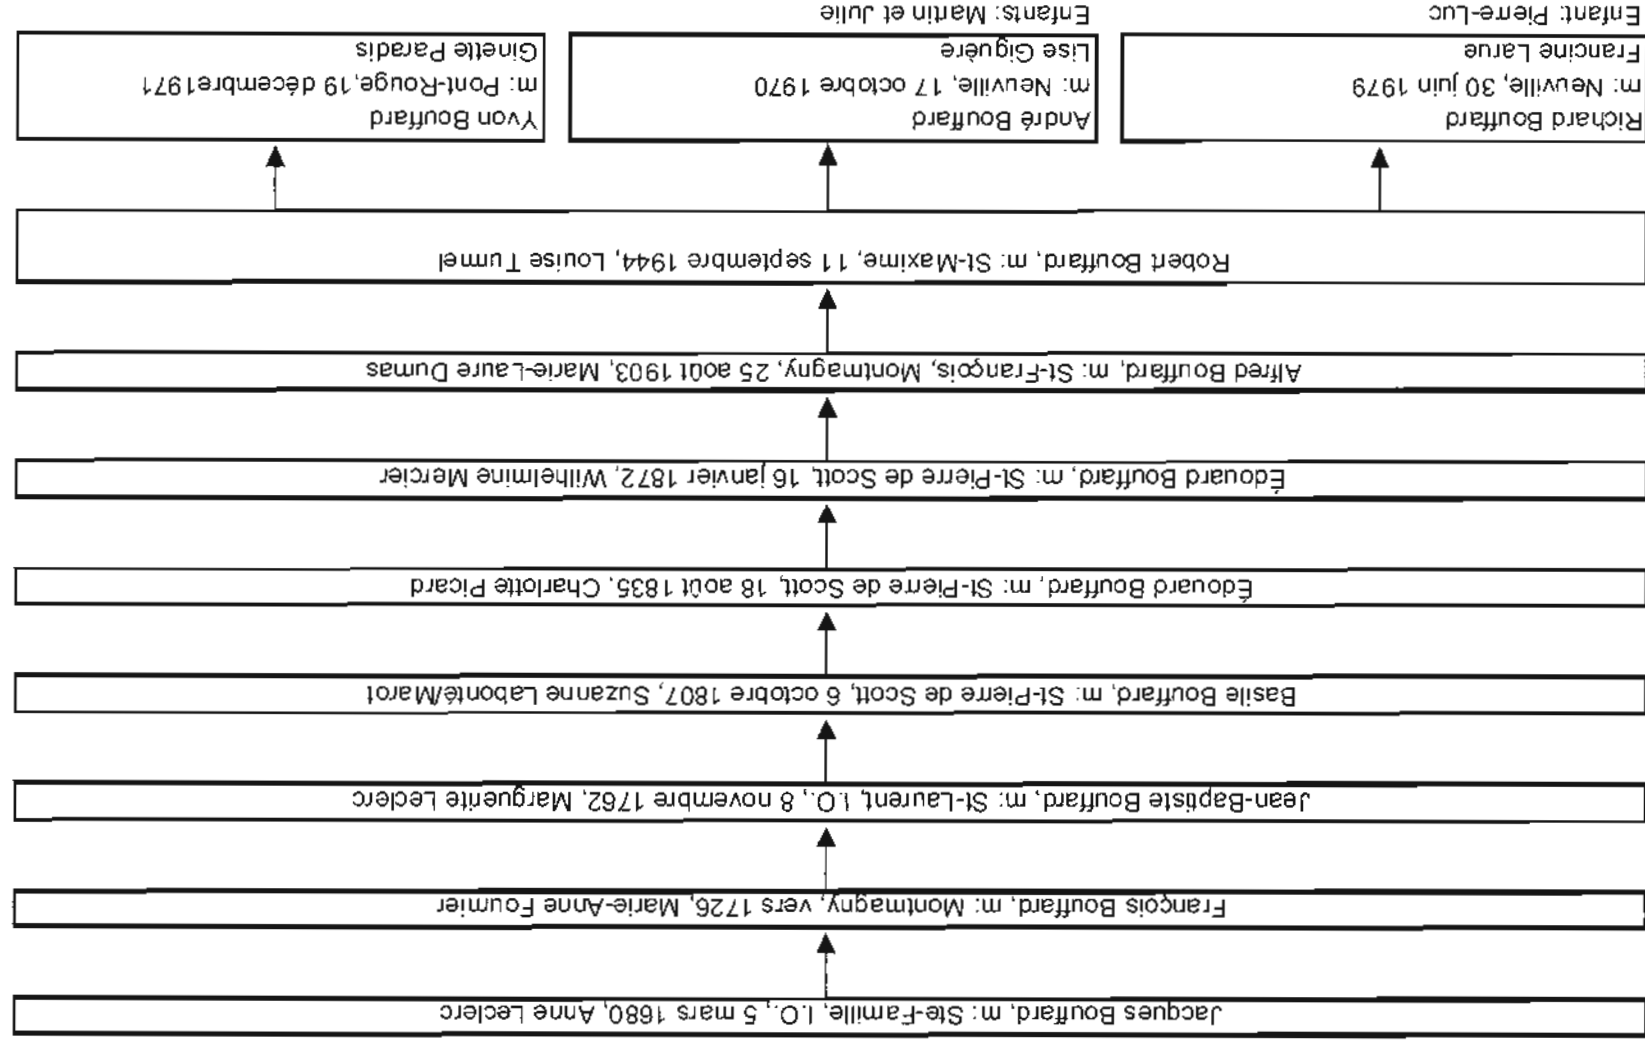 Jacques Bouffard, m: Ste-Famille, I.O., 5 mars 1680, Anne Leclerc
François Bouffard, m: Montmagny, vers 1726, Marie-Anne Fournier
Jean-Baptiste Bouffard, m: St-Laurent, I.O., 8 novembre 1762, Marguerite Leclerc
Basile Bouffard, m: St-Pierre de Scott, 6 octobre 1807, Suzanne Labonté/Marot
Édouard Bouffard, m: St-Pierre de Scott, 18 août 1835, Charlotte Picard
Édouard Bouffard, m: St-Pierre de Scott, 16 janvier 1872, Wilhelmine Mercier
Alfred Bouffard, m: St-François, Montmagny, 25 août 1903, Marie-Laure Dumas
Robert Bouffard, m: St-Maxime, 11 septembre 1944, Louise Turmel
Richard Bouffard
m: Neuville, 30 juin 1979
Francine Larue
Enfant: Pierre-Luc
André Bouffard
m: Neuville, 17 octobre 1970
Lise Giguère
Enfants: Martin et Julie
Yvon Bouffard
m: Pont-Rouge, 19 décembre1971
Ginette Paradis